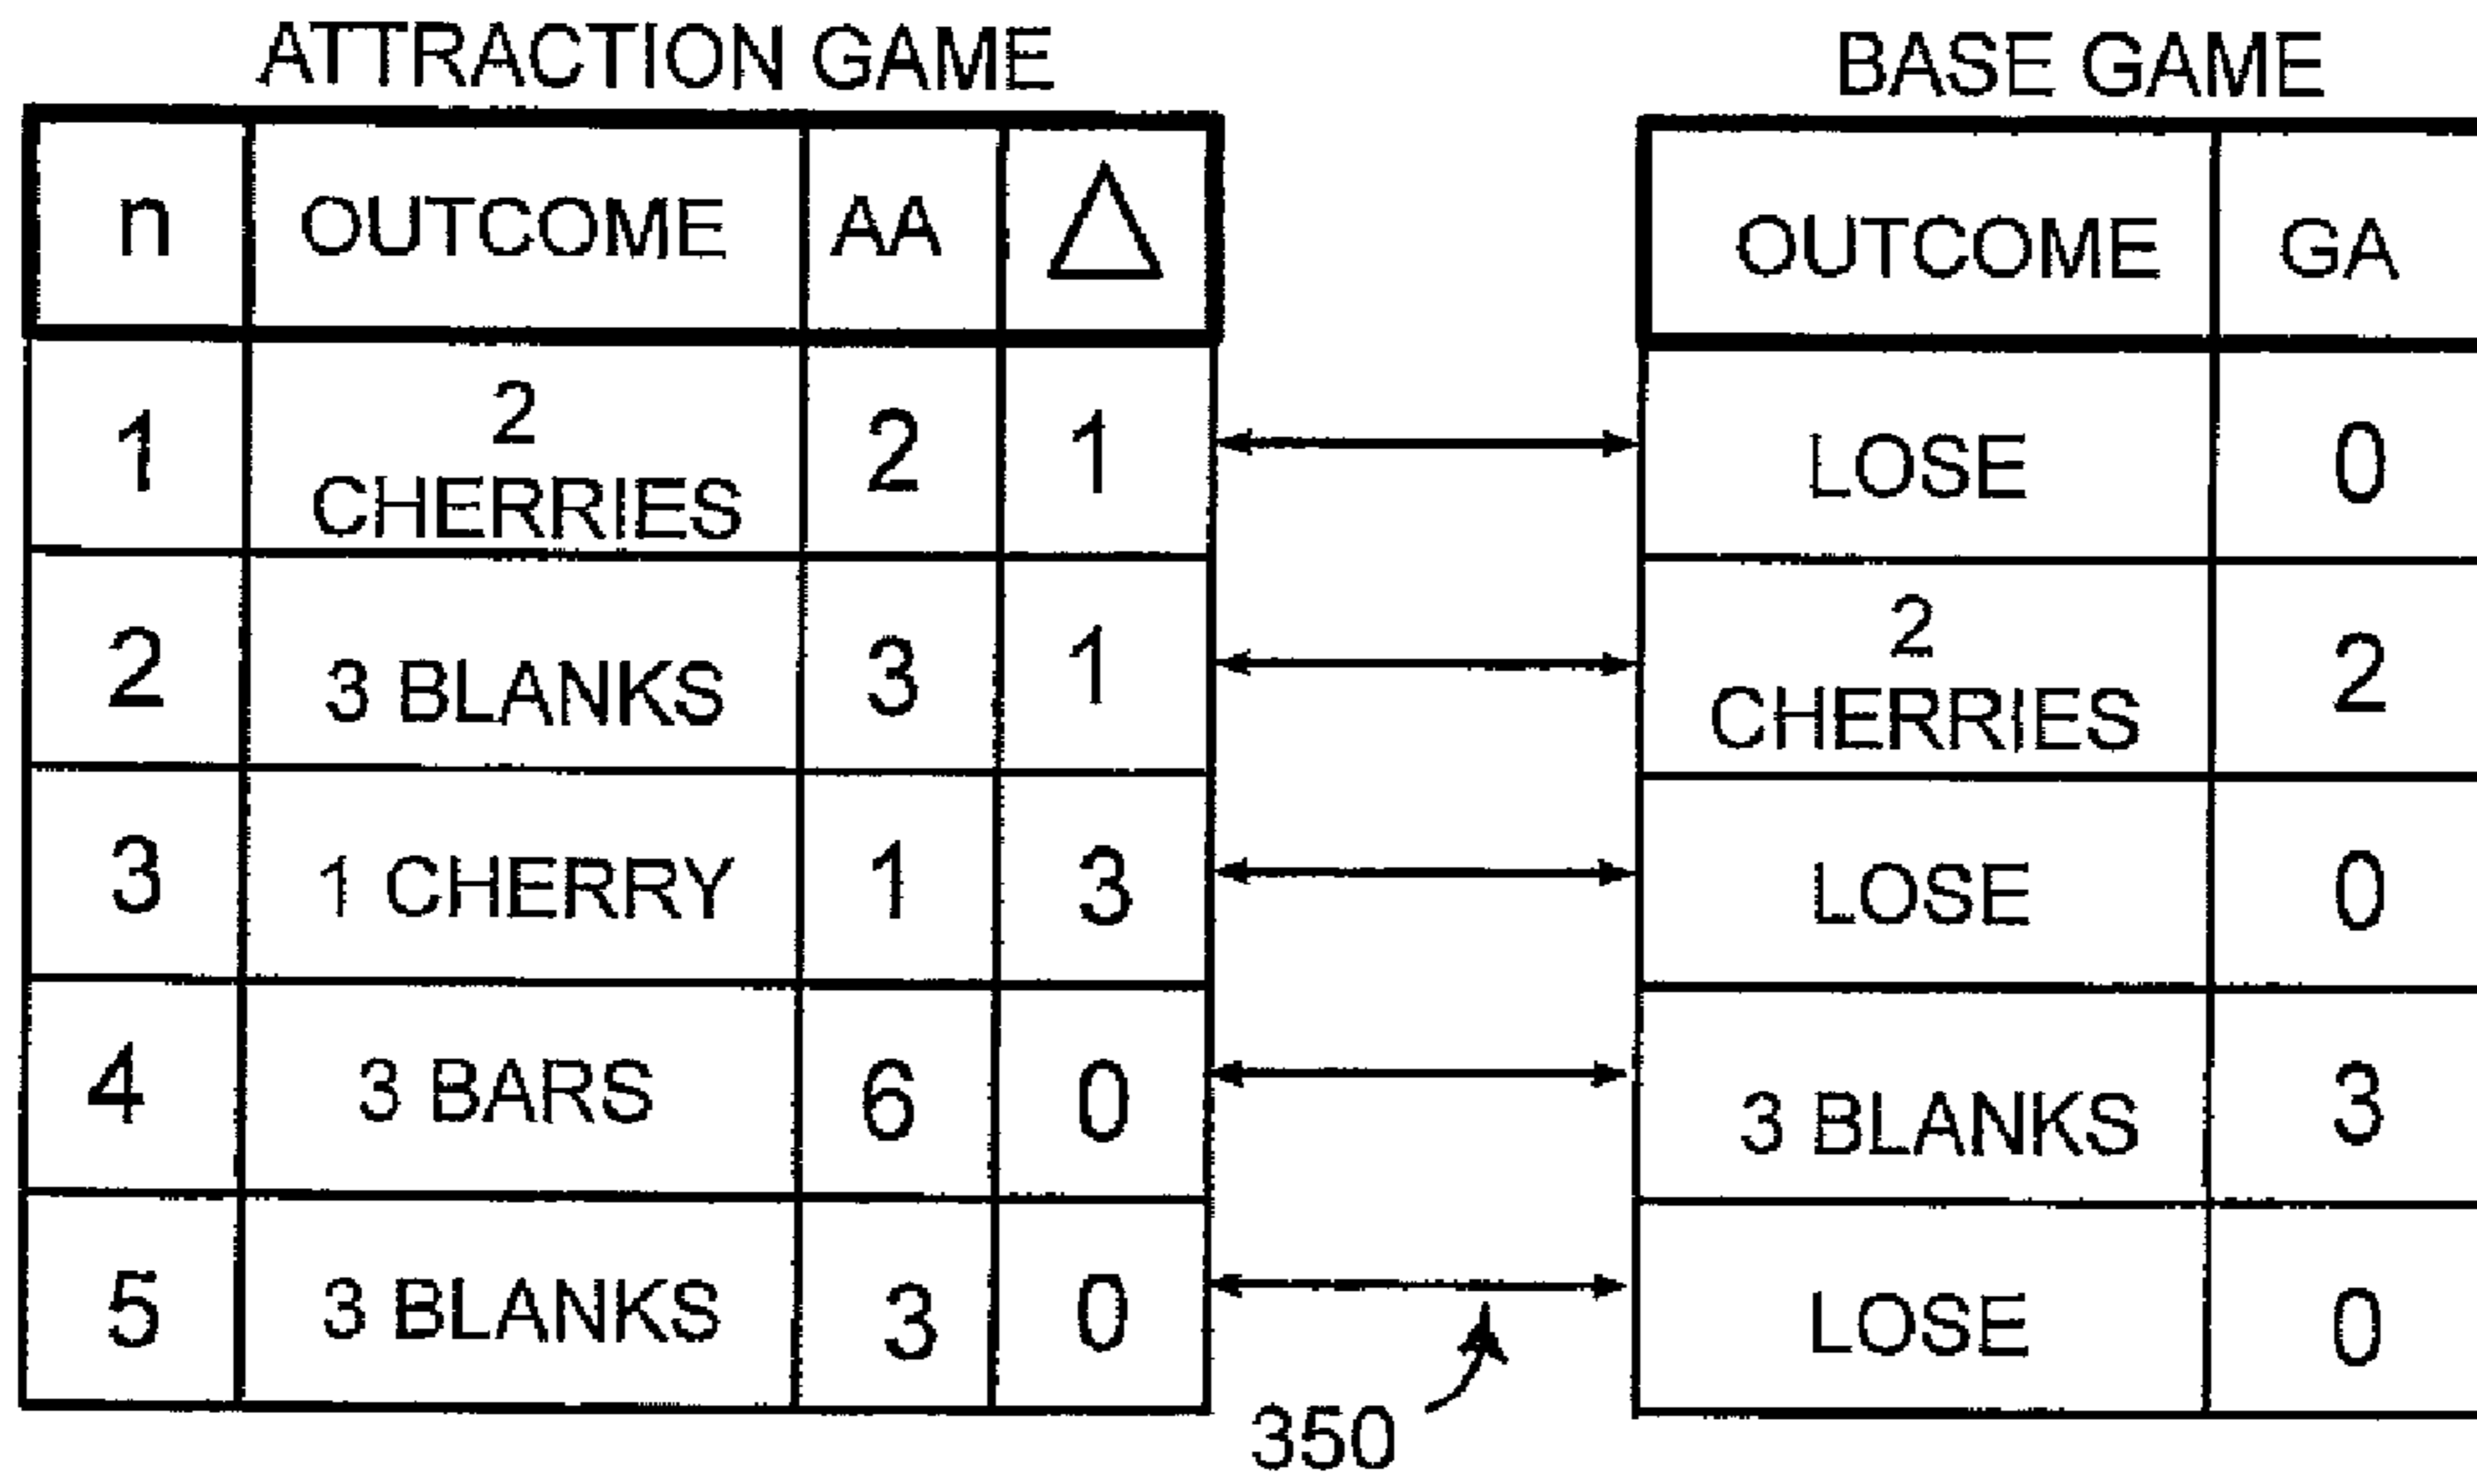 ATTRACTION GAME BASE GAME
n OUTCOME AA △ OUTCOME GA
1 2 CHERRIES 2 1 LOSE 0
2 3 BLANKS 3 1 2 CHERRIES 2
3 1 CHERRY 1 3 LOSE 0
4 3 BARS 6 0 3 BLANKS 3
5 3 BLANKS 3 0 LOSE 0
350